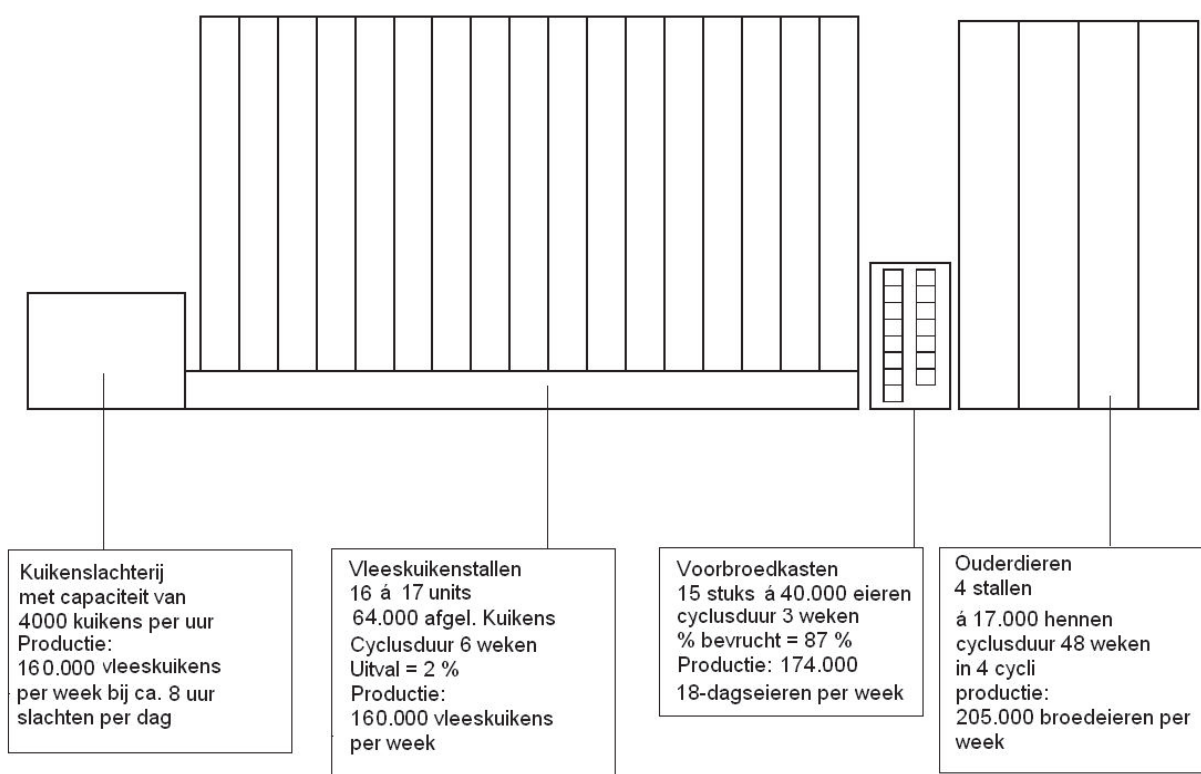 Kuikenslachterij
met capaciteit van
4000 kuikens per uur
Productie:
160.000 vleeskuikens
per week bij ca. 8 uur
slachten per dag
Vleeskuikenstallen
16 á 17 units
64.000 afgel. Kuikens
Cyclusduur 6 weken
Uitval = 2 %
Productie:
160.000 vleeskuikens
per week
Voorbroedkasten
15 stuks á 40.000 eieren
cyclusduur 3 weken
% bevrucht = 87 %
Productie: 174.000
18-dagseieren per week
Ouderdieren
4 stallen
á 17.000 hennen
cyclusduur 48 weken
in 4 cycli
productie:
205.000 broedeieren per
week